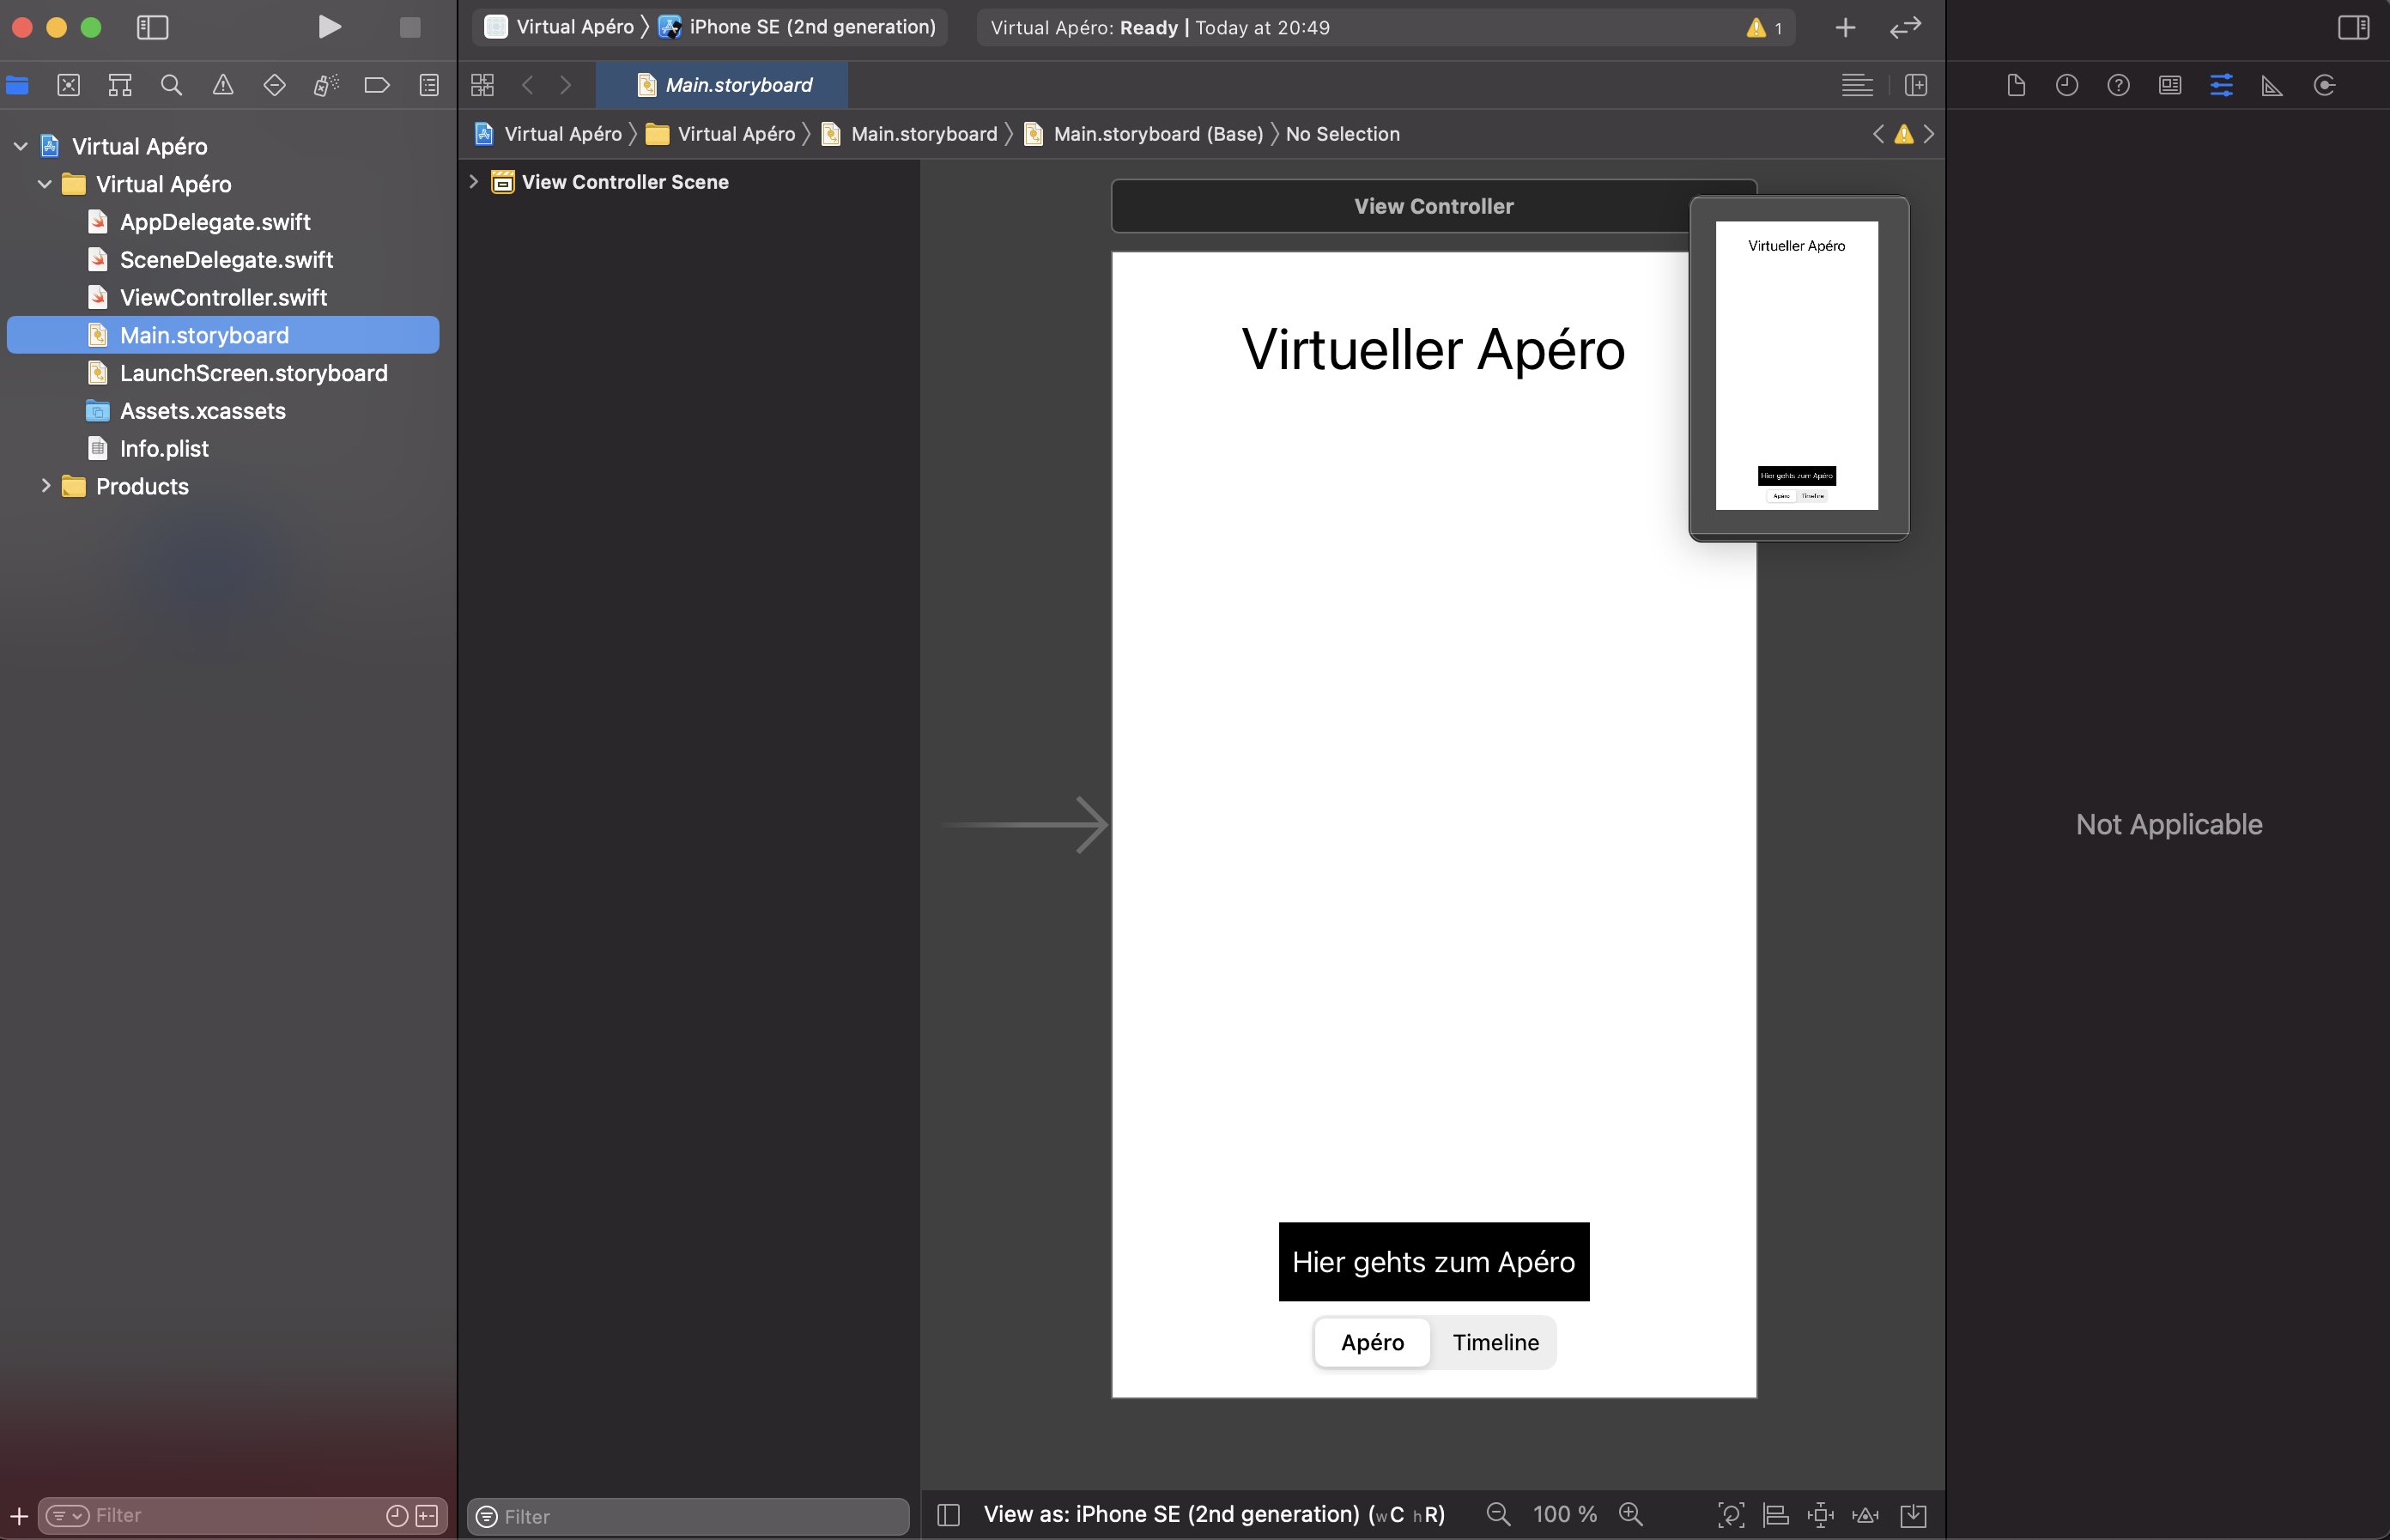 Virtual Apéro
iPhone SE (2nd generation)
Virtual Apéro: Ready | Today at 20:49
1
Main.storyboard
Virtual Apéro
Virtual Apéro
Main.storyboard
Main.storyboard (Base)
No Selection
Virtual Apéro
Virtual Apéro
AppDelegate.swift
SceneDelegate.swift
ViewController.swift
Main.storyboard
LaunchScreen.storyboard
Assets.xcassets
Info.plist
Products
Filter
View Controller Scene
Filter
View Controller
Virtueller Apéro
Hier gehts zum Apéro
Apéro
Timeline
Virtueller Apéro
Hier gehts zum Apéro
Apéro
Timeline
View as: iPhone SE (2nd generation) (wC hR)
100 %
Not Applicable